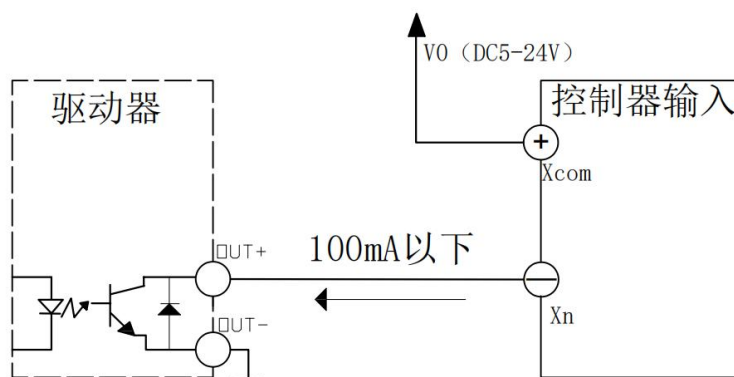 VO（DC5-24V）
驱动器
控制器输入
+
Xcom
OUT+
100mA以下
Xn
OUT-